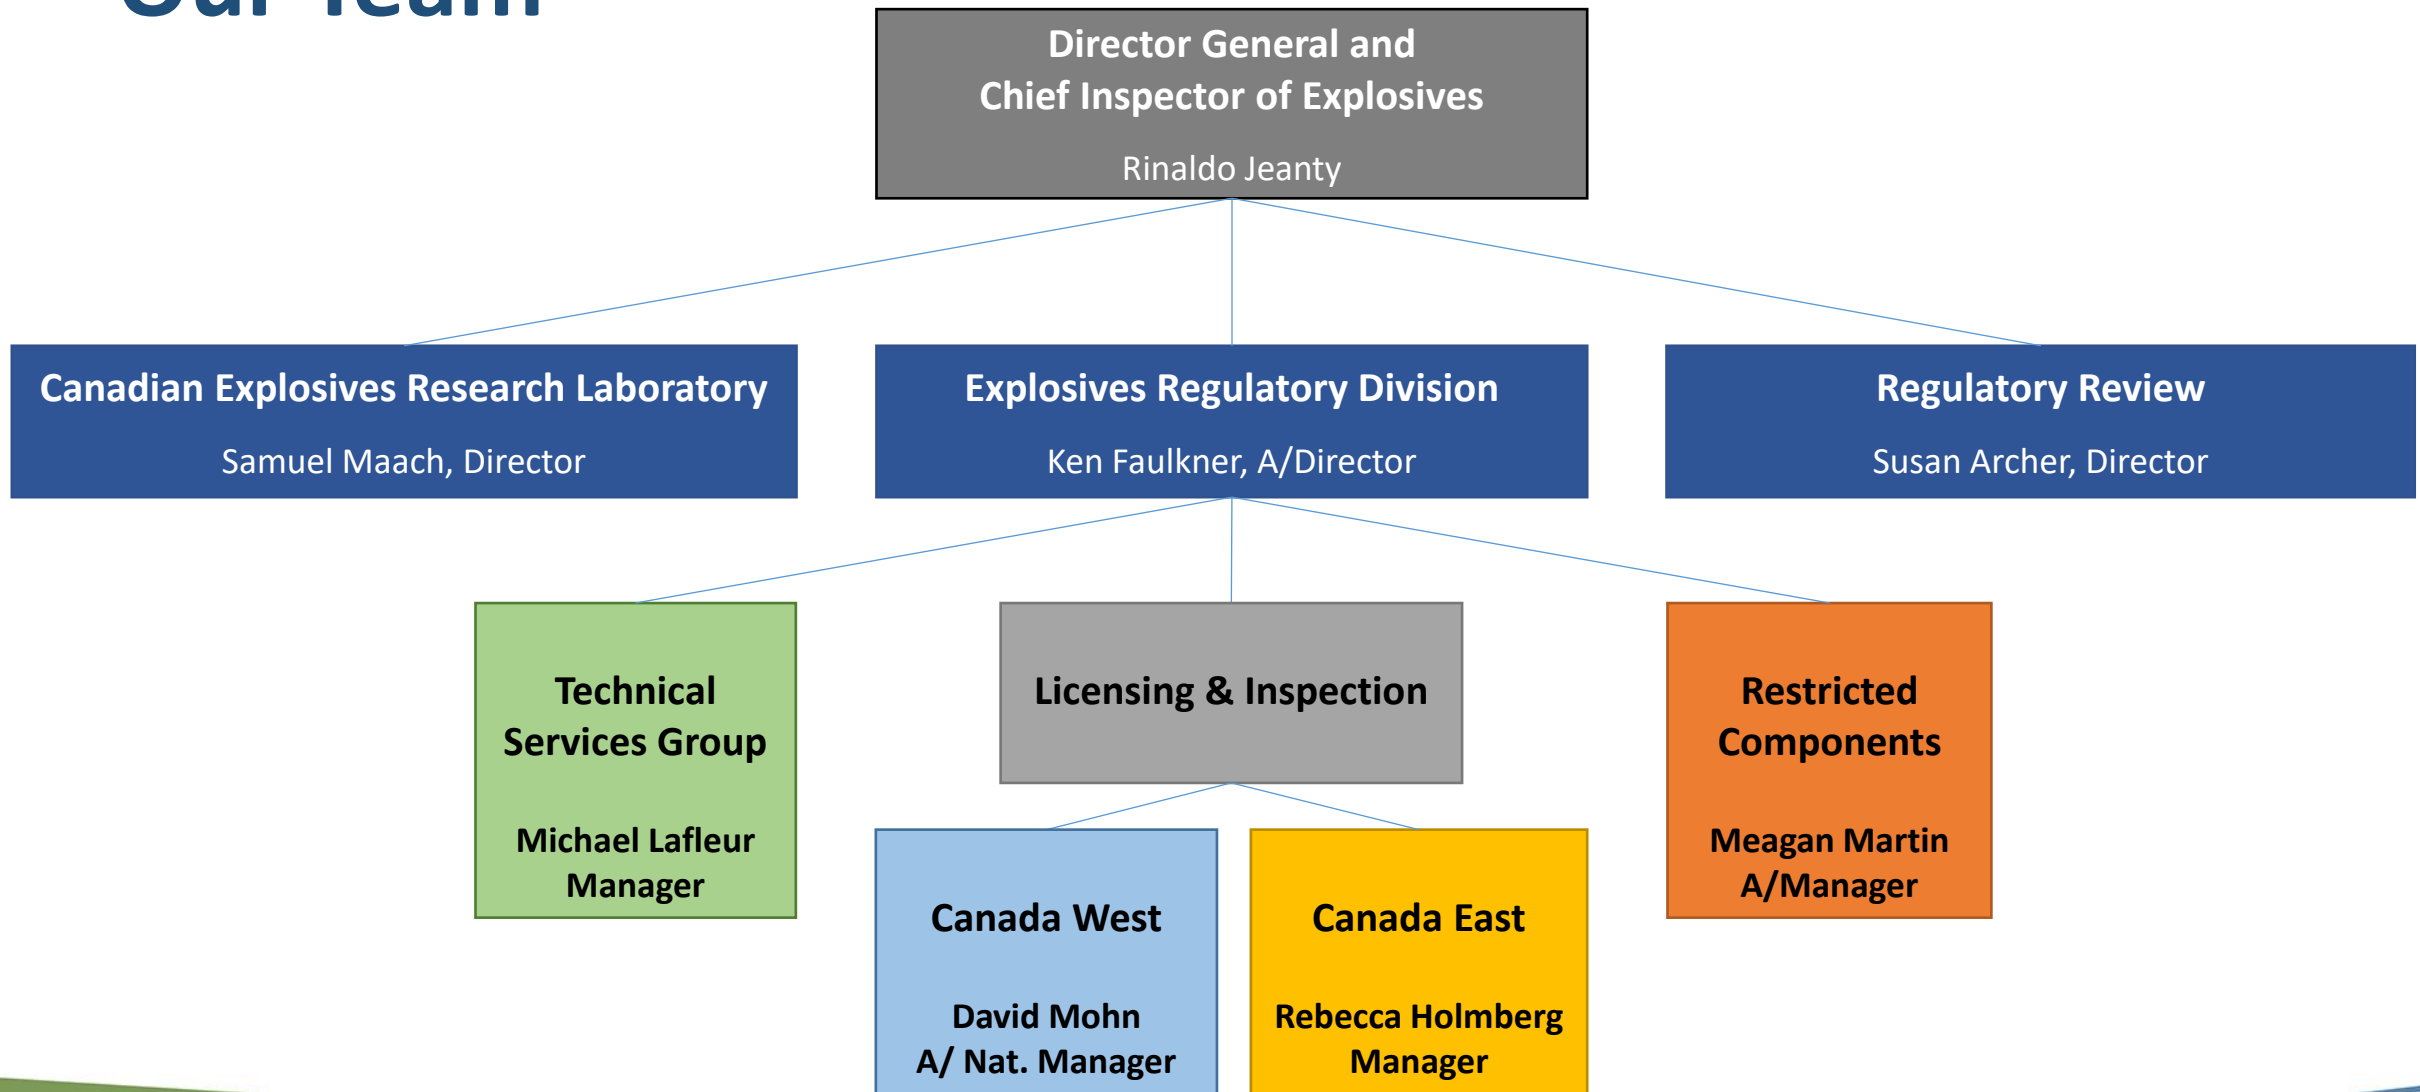 Our Team
Director General and
Chief Inspector of Explosives
Rinaldo Jeanty
Canadian Explosives Research Laboratory
Samuel Maach, Director
Explosives Regulatory Division
Ken Faulkner, A/Director
Regulatory Review
Susan Archer, Director
Technical
Services Group
Michael Lafleur
Manager
Licensing & Inspection
Restricted
Components
Meagan Martin
A/Manager
Canada West
David Mohn
A/ Nat. Manager
Canada East
Rebecca Holmberg
Manager